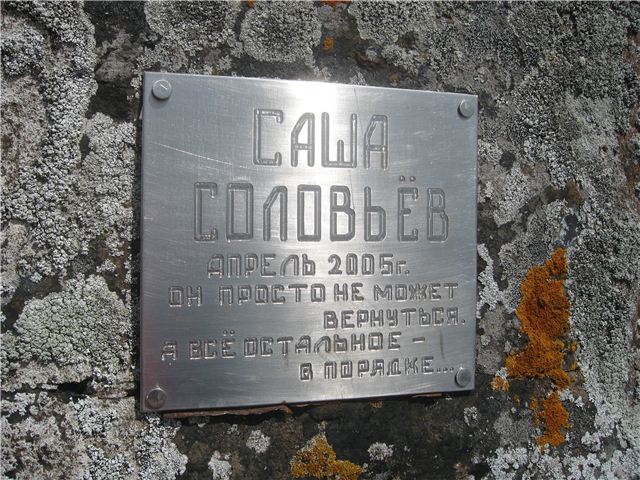 САША
СОЛОВЬЁВ
АПРЕЛЬ 2005г.
ОН ПРОСТО НЕ МОЖЕТ
ВЕРНУТЬСЯ.
А ВСЁ ОСТАЛЬНОЕ –
В ПОРЯДКЕ...